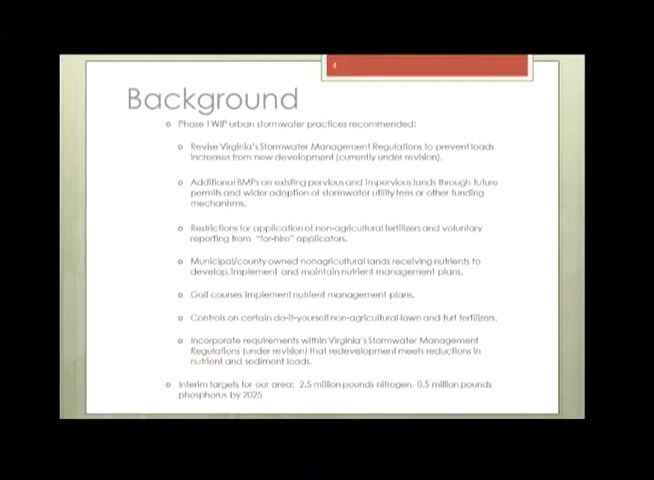 4
Background
Phase I WIP urban stormwater practices recommended:
Revise Virginia's Stormwater Management Regulations to prevent loads
increases from new development (currently under revision).
Additional BMPs on existing pervious and impervious lands through future
permits and wider adoption of stormwater utility fees or other funding
mechanisms.
Restrictions for application of non-agricultural fertilizers and voluntary
reporting from "for-hire" applicators.
Municipal/county owned nonagricultural lands receiving nutrients to
develop, implement and maintain nutrient management plans.
Golf courses implement nutrient management plans.
Controls on certain do-it-yourself non-agricultural lawn and turf fertilizers.
Incorporate requirements within Virginia's Stormwater Management
Regulations (under revision) that redevelopment meets reductions in
nutrient and sediment loads.
Interim targets for our area: 2.5 million pounds nitrogen, 0.5 million pounds
phosphorus by 2025